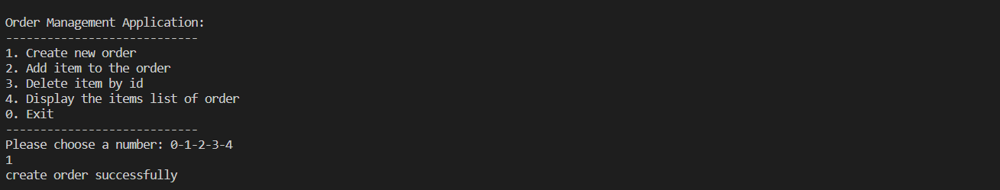 Order Management Application:
----------------------------
1. Create new order
2. Add item to the order
3. Delete item by id
4. Display the items list of order
0. Exit
----------------------------
Please choose a number: 0-1-2-3-4
1
create order successfully